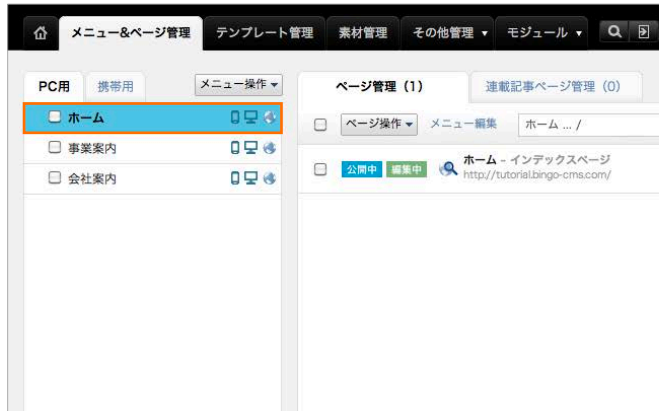 メニュー&ページ管理 テンプレート管理 素材管理 その他管理 ▼ モジュール ▼
PC用 携帯用 メニュー操作▼
ホーム
事業案内
会社案内
ページ管理 (1) 連載記事ページ管理 (0)
ページ操作▼ メニュー編集 ホーム ... /
公開中 編集中 ホーム - インデックスページ
http://tutorial.bingo-cms.com/